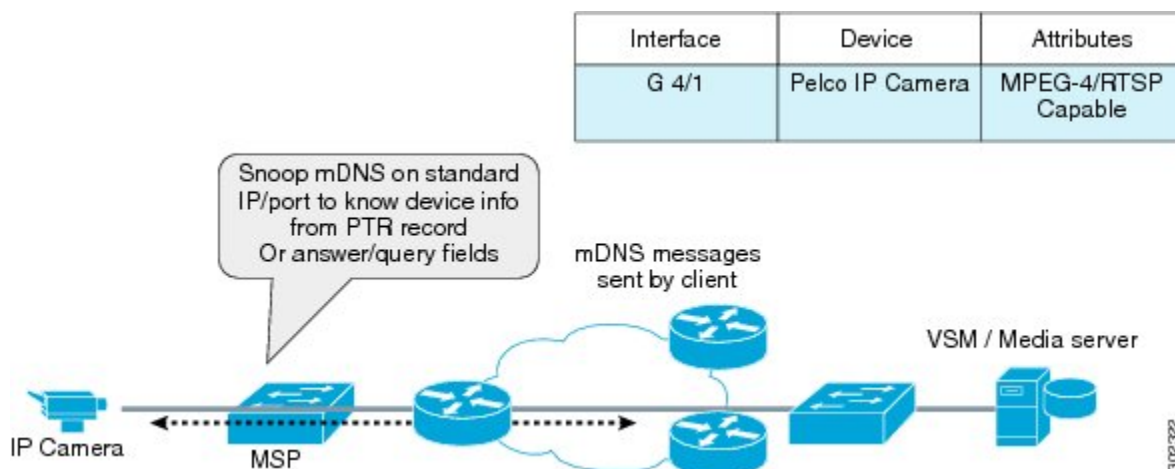 Interface Device Attributes
G 4/1 Pelco IP Camera MPEG-4/RTSP
Capable
Snoop mDNS on standard
IP/port to know device info
from PTR record
Or answer/query fields
mDNS messages
sent by client
VSM / Media server
IP Camera
MSP